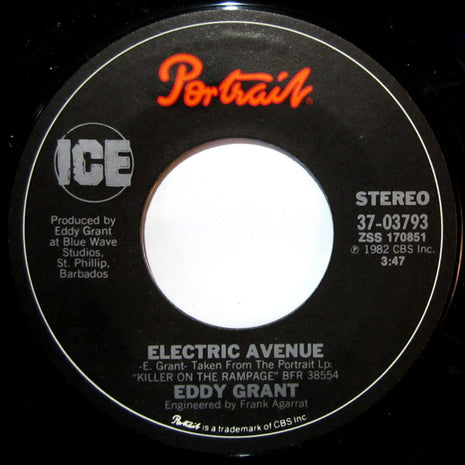 Portrait®
ICE
Produced by
Eddy Grant
at Blue Wave
Studios,
St. Phillip,
Barbados
STEREO
37-03793
ZSS 170851
℗ 1982 CBS Inc.
3:47
ELECTRIC AVENUE
-E. Grant- Taken From The Portrait Lp:
"KILLER ON THE RAMPAGE" BFR 38554
EDDY GRANT
Engineered by Frank Agarrat
Portrait is a trademark of CBS Inc